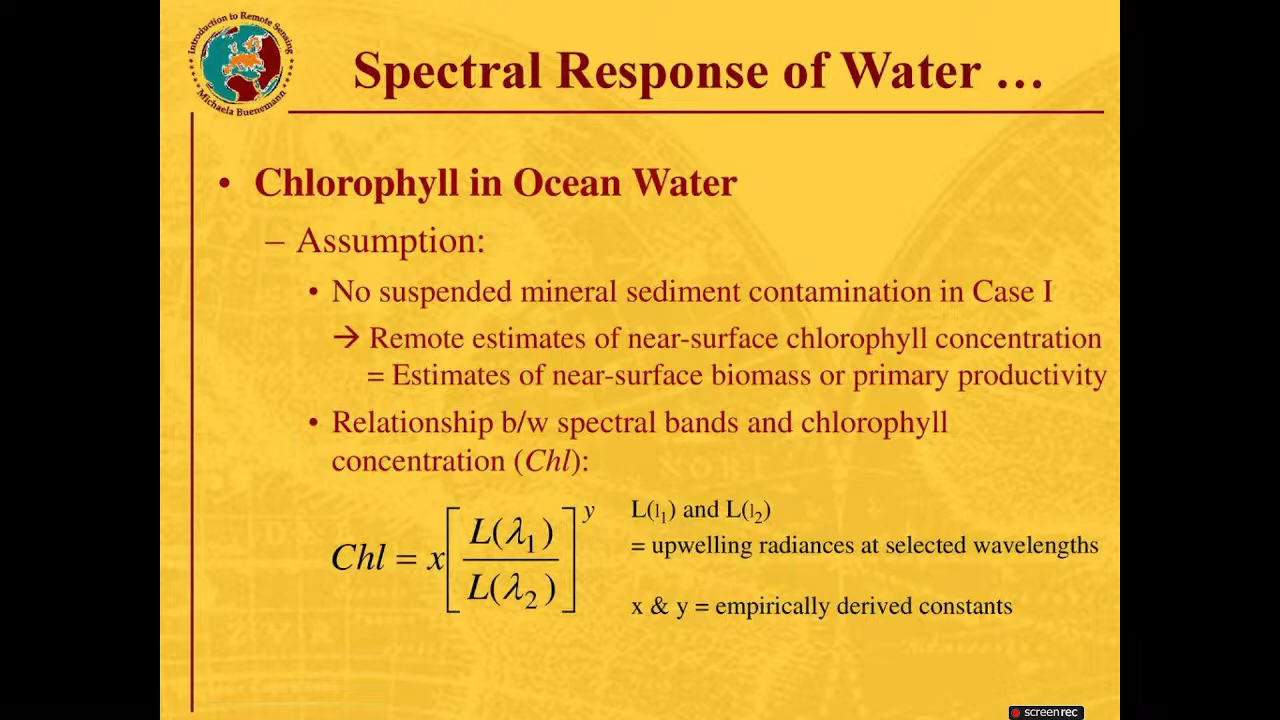 Introduction to Remote Sensing
Michaela Buenemann
Spectral Response of Water …
• Chlorophyll in Ocean Water
– Assumption:
• No suspended mineral sediment contamination in Case I
→ Remote estimates of near-surface chlorophyll concentration
= Estimates of near-surface biomass or primary productivity
• Relationship b/w spectral bands and chlorophyll
concentration (Chl):
Chl = x[L(λ₁)/L(λ₂)]^y
L(l₁) and L(l₂)
= upwelling radiances at selected wavelengths
x & y = empirically derived constants
screenrec